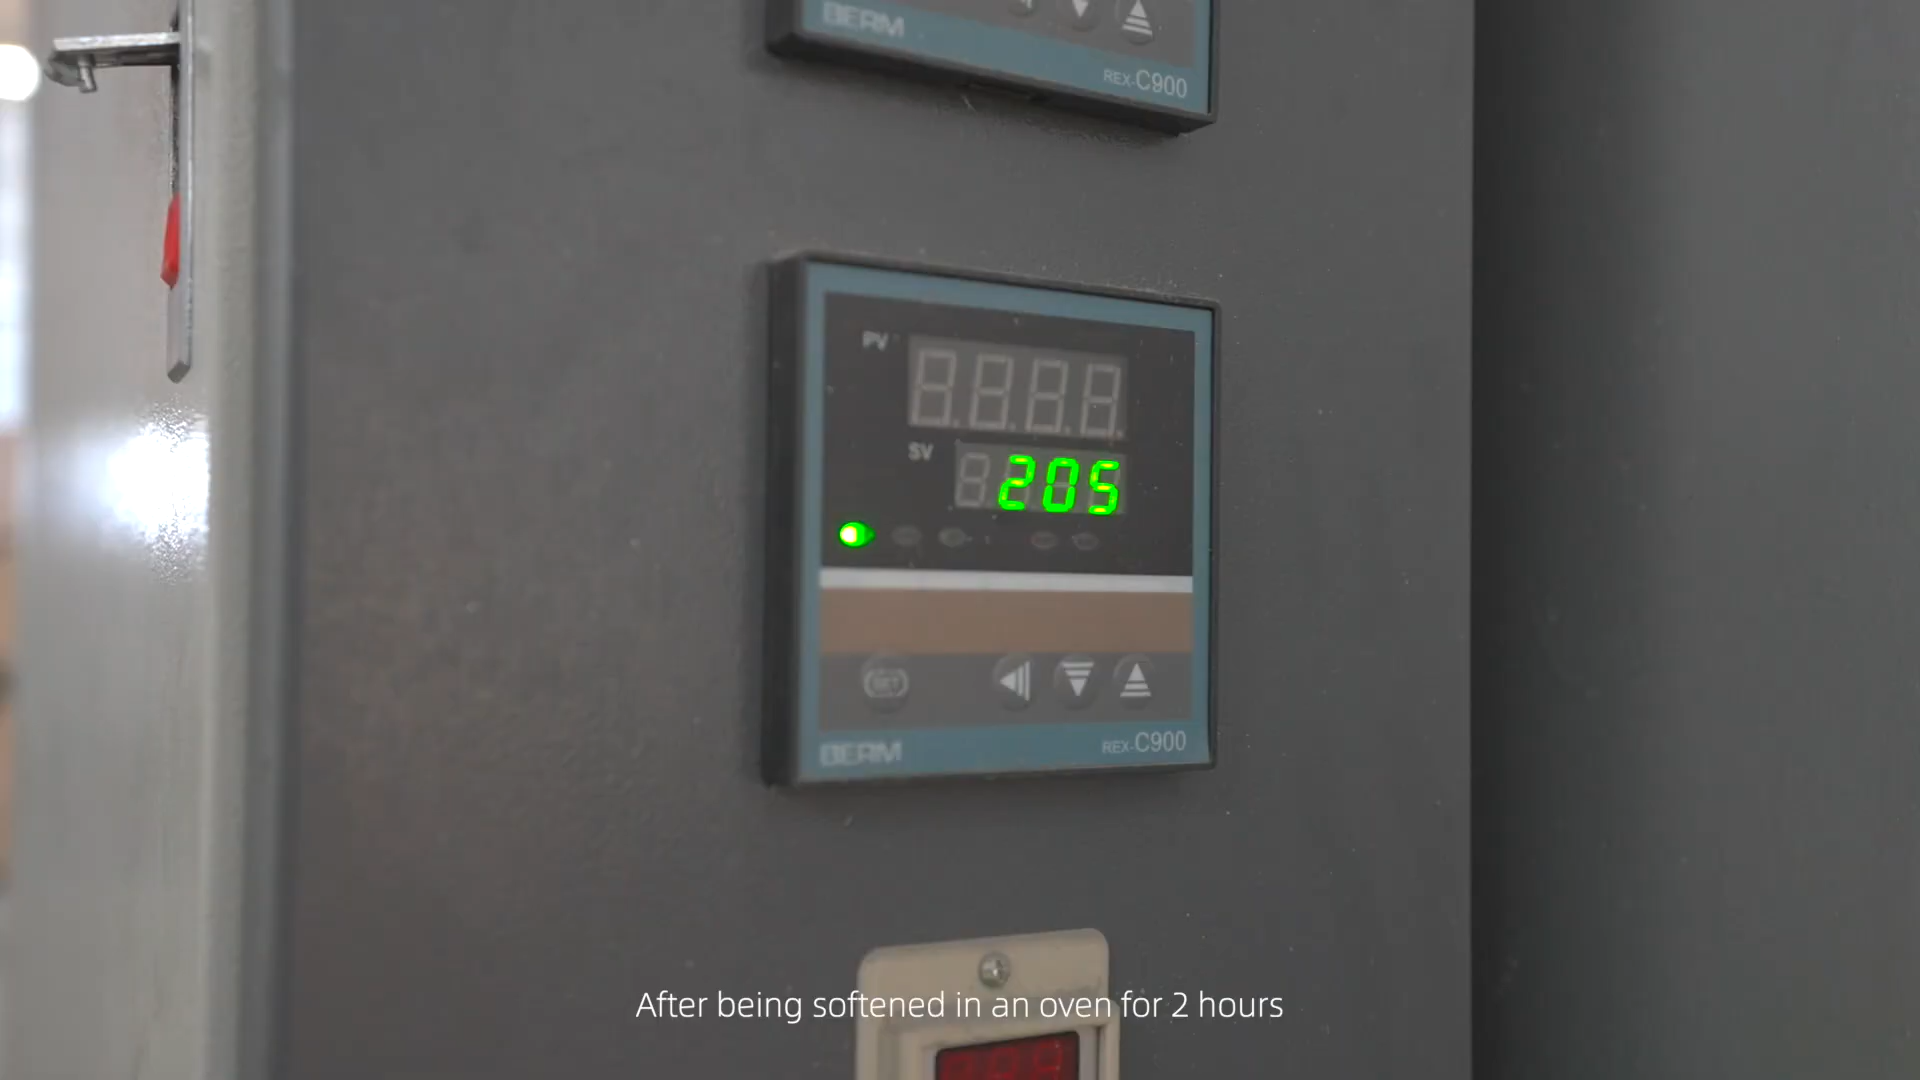 BERM
REX-C900
PV
SV
205
SET
BERM
REX-C900
After being softened in an oven for 2 hours